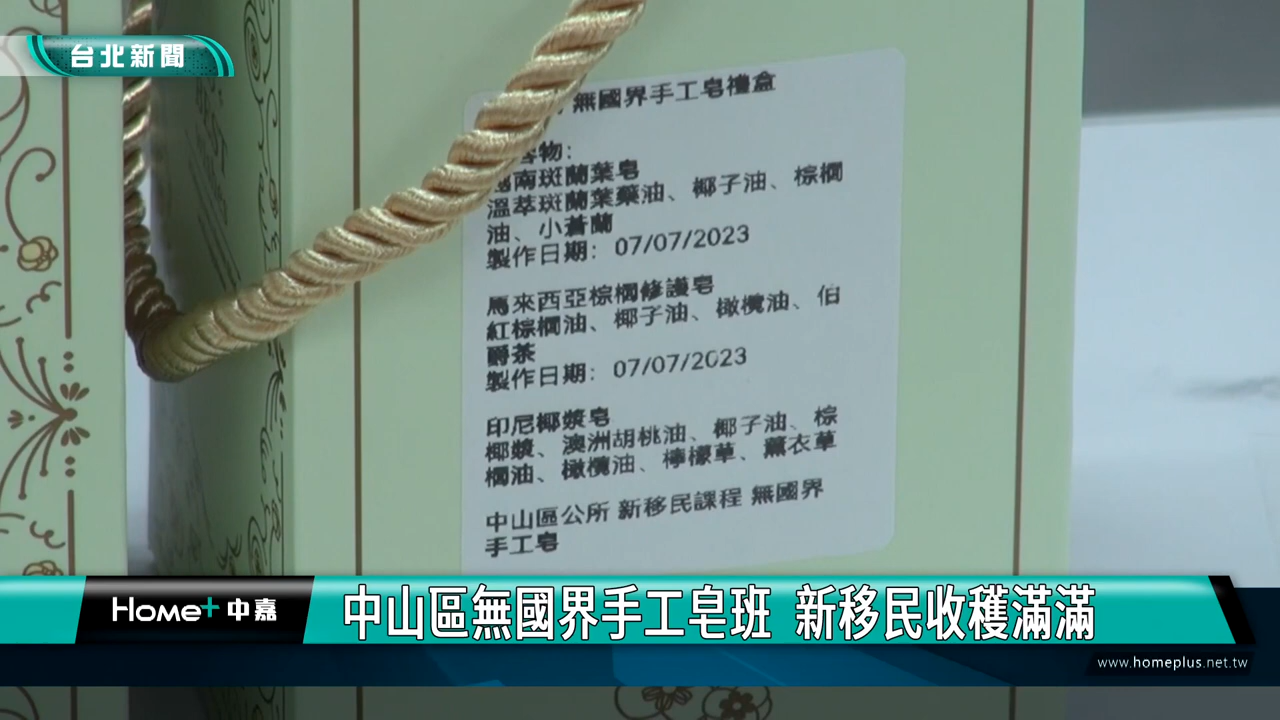 台北新聞
無國界手工皂禮盒
容物：
越南斑蘭葉皂
溫萃斑蘭葉藥油、椰子油、棕櫚
油、小蒼蘭
製作日期：07/07/2023
馬來西亞棕櫚修護皂
紅棕櫚油、椰子油、橄欖油、伯
爵茶
製作日期：07/07/2023
印尼椰漿皂
椰漿、澳洲胡桃油、椰子油、棕
櫚油、橄欖油、檸檬草、薰衣草
中山區公所 新移民課程 無國界
手工皂
Home+中嘉
中山區無國界手工皂班 新移民收穫滿滿
www.homeplus.net.tw